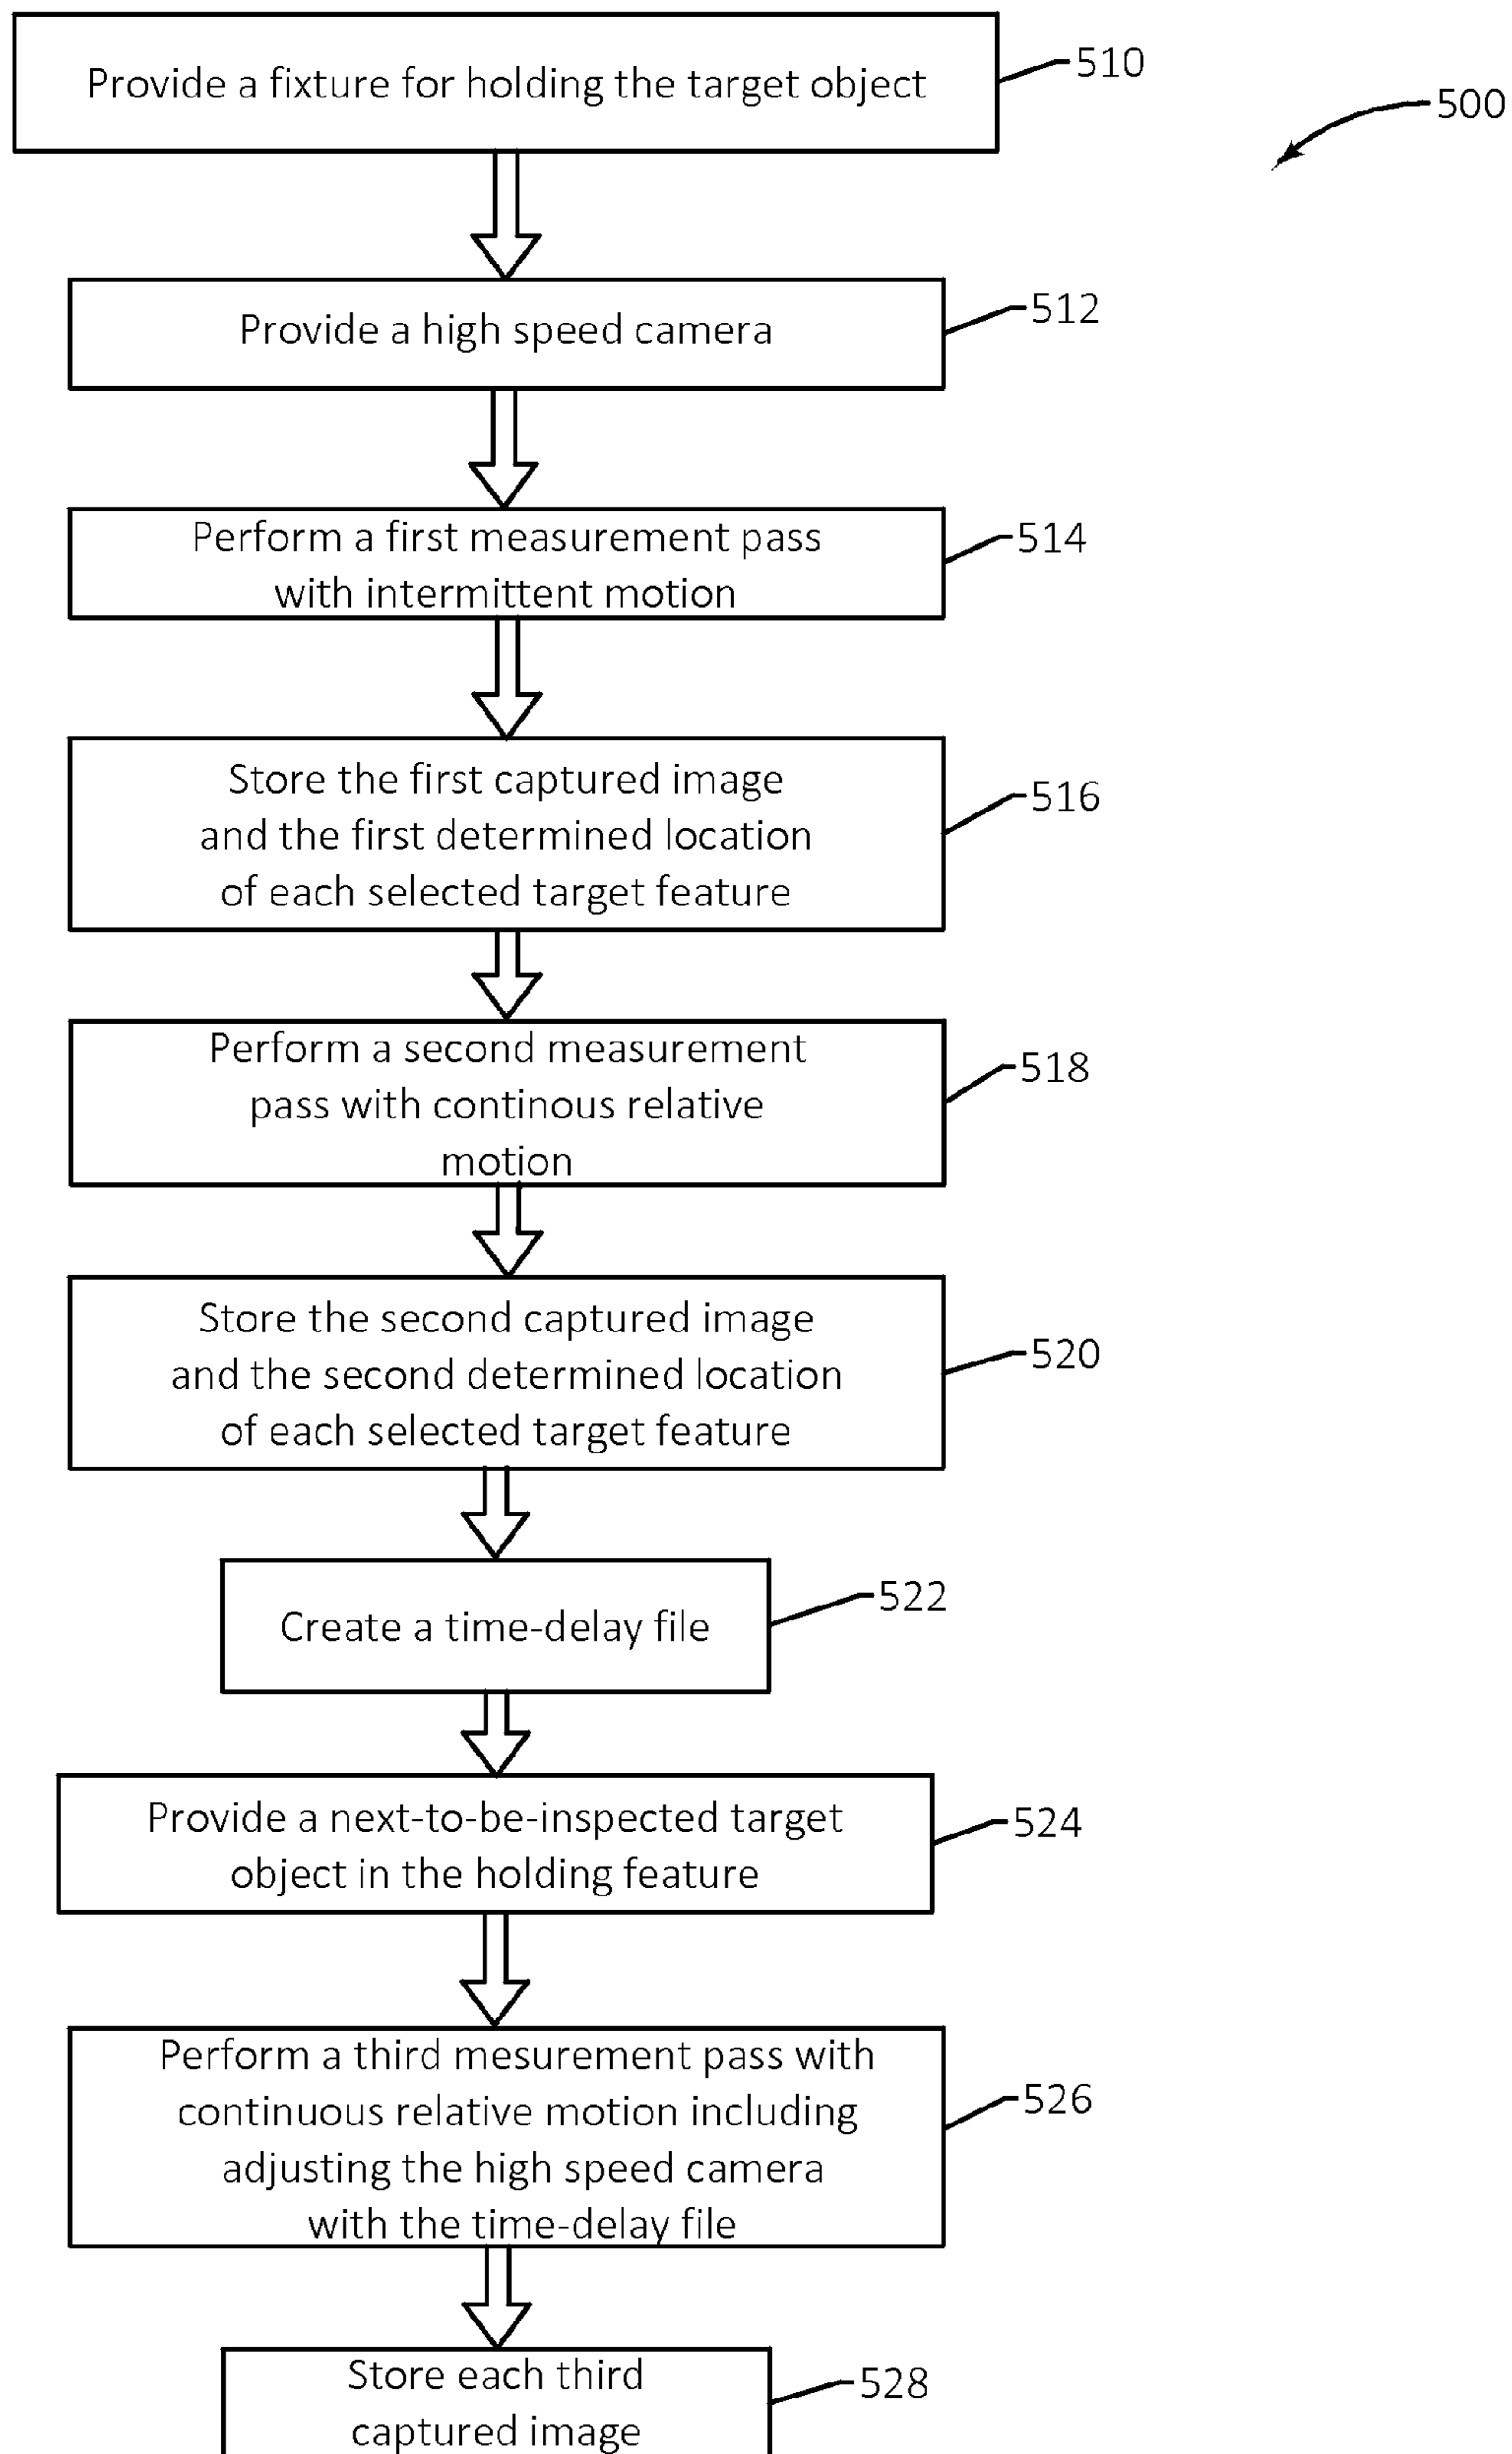 Provide a fixture for holding the target object
510
500
Provide a high speed camera
512
Perform a first measurement pass
with intermittent motion
514
Store the first captured image
and the first determined location
of each selected target feature
516
Perform a second measurement
pass with continous relative
motion
518
Store the second captured image
and the second determined location
of each selected target feature
520
Create a time-delay file
522
Provide a next-to-be-inspected target
object in the holding feature
524
Perform a third mesurement pass with
continuous relative motion including
adjusting the high speed camera
with the time-delay file
526
Store each third
captured image
528